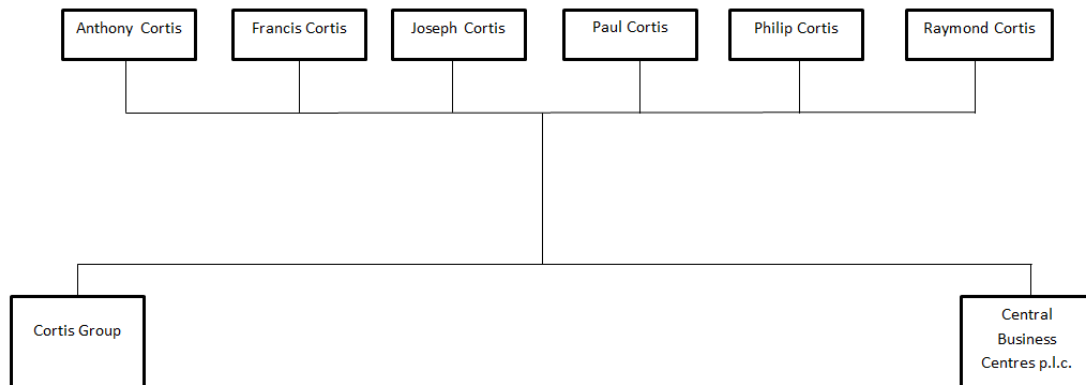 Anthony Cortis
Francis Cortis
Joseph Cortis
Paul Cortis
Philip Cortis
Raymond Cortis
Cortis Group
Central
Business
Centres p.l.c.